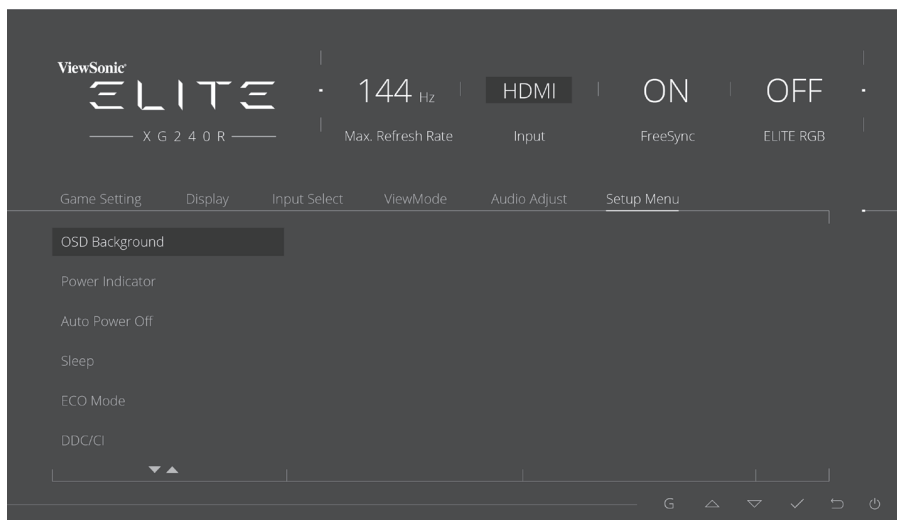 ViewSonic
ELITE
XG240R
144 Hz
HDMI
ON
OFF
Max. Refresh Rate
Input
FreeSync
ELITE RGB
Game Setting
Display
Input Select
ViewMode
Audio Adjust
Setup Menu
OSD Background
Power Indicator
Auto Power Off
Sleep
ECO Mode
DDC/CI
G